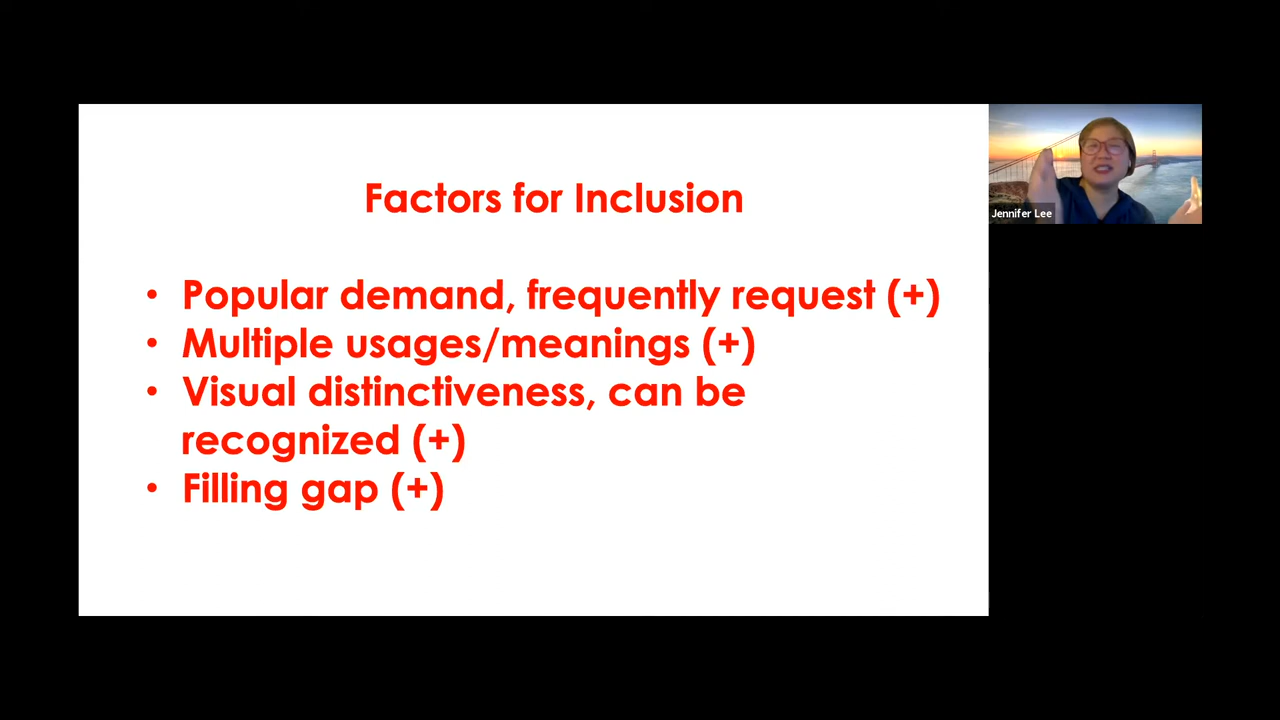 Factors for Inclusion
• Popular demand, frequently request (+)
• Multiple usages/meanings (+)
• Visual distinctiveness, can be
recognized (+)
• Filling gap (+)
Jennifer Lee